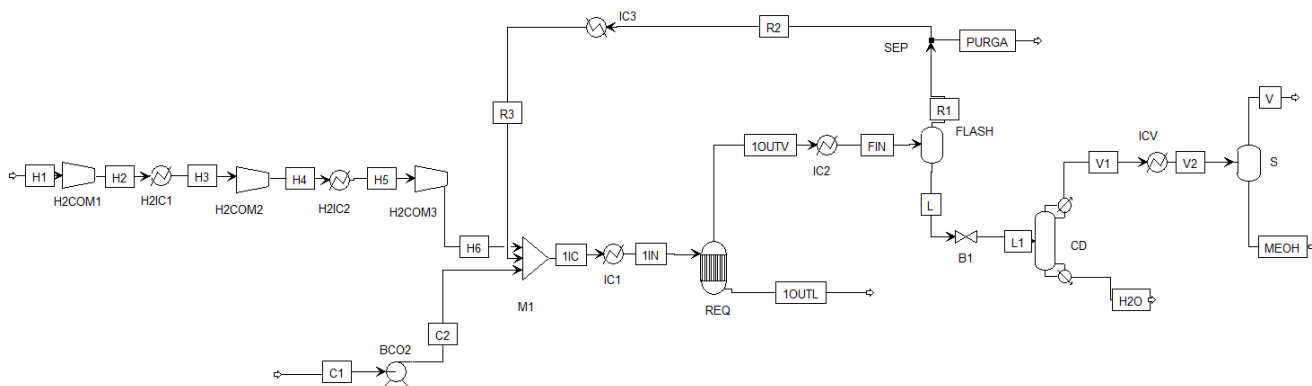 IC3
R2
SEP
PURGA
R3
R1
FLASH
V
1OUTV
IC2
FIN
ICV
V1
V2
S
H1
H2
H3
H4
H5
H2COM1
H2IC1
H2COM2
H2IC2
H2COM3
L
H6
1IC
1IN
L1
CD
MEOH
B1
M1
IC1
REQ
1OUTL
H2O
C2
BCO2
C1